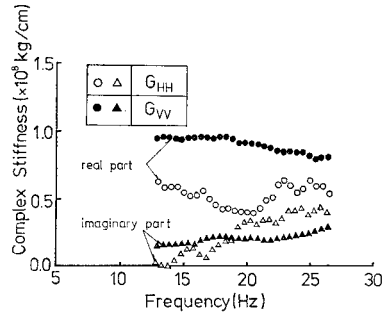 Complex Stiffness(×10⁸ kg/cm)
1.5
1.0
0.5
0.0
○ △ G_HH
● ▲ G_VV
real part
imaginary part
5 10 15 20 25 30
Frequency(Hz)